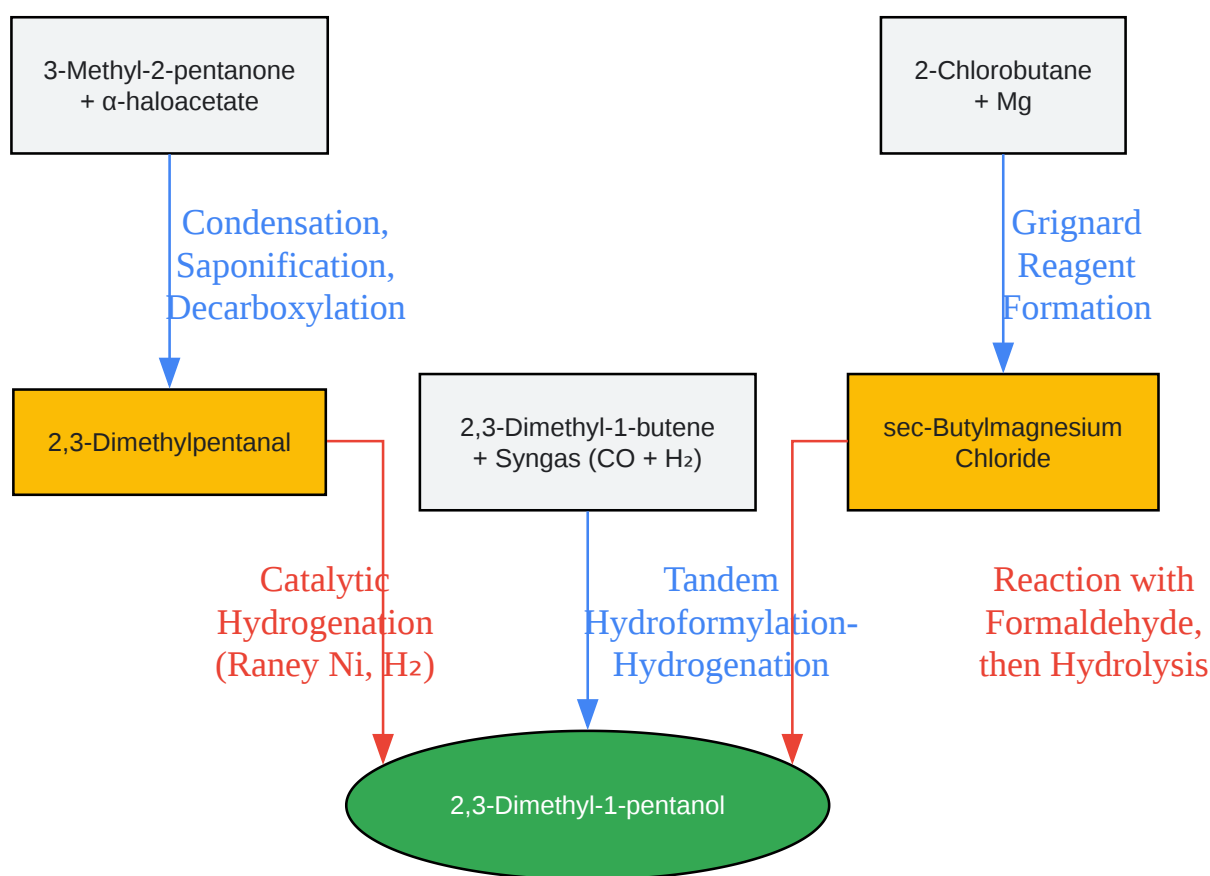 3-Methyl-2-pentanone
+ α-haloacetate
2-Chlorobutane
+ Mg
Condensation,
Saponification,
Decarboxylation
Grignard
Reagent
Formation
2,3-Dimethylpentanal
2,3-Dimethyl-1-butene
+ Syngas (CO + H₂)
sec-Butylmagnesium
Chloride
Catalytic
Hydrogenation
(Raney Ni, H₂)
Tandem
Hydroformylation-
Hydrogenation
Reaction with
Formaldehyde,
then Hydrolysis
2,3-Dimethyl-1-pentanol